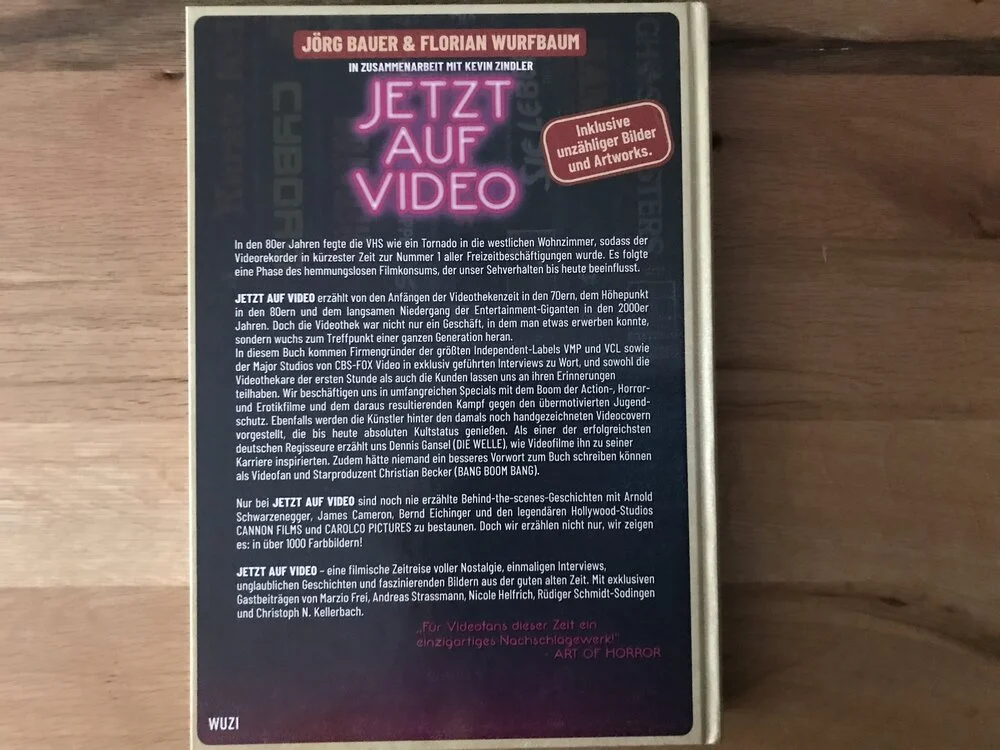 JÖRG BAUER & FLORIAN WURFBAUM
IN ZUSAMMENARBEIT MIT KEVIN ZINDLER
JETZT
AUF
VIDEO
Inklusive
unzähliger Bilder
und Artworks.
In den 80er Jahren fegte die VHS wie ein Tornado in die westlichen Wohnzimmer, sodass der
Videorekorder in kürzester Zeit zur Nummer 1 aller Freizeitbeschäftigungen wurde. Es folgte
eine Phase des hemmungslosen Filmkonsums, der unser Sehverhalten bis heute beeinflusst.
JETZT AUF VIDEO erzählt von den Anfängen der Videothekenzeit in den 70ern, dem Höhepunkt
in den 80ern und dem langsamen Niedergang der Entertainment-Giganten in den 2000er
Jahren. Doch die Videothek war nicht nur ein Geschäft, in dem man etwas erwerben konnte,
sondern wuchs zum Treffpunkt einer ganzen Generation heran.
In diesem Buch kommen Firmengründer der größten Independent-Labels VMP und VCL sowie
der Major Studios von CBS-FOX Video in exklusiv geführten Interviews zu Wort, und sowohl die
Videothekare der ersten Stunde als auch die Kunden lassen uns an ihren Erinnerungen
teilhaben. Wir beschäftigen uns in umfangreichen Specials mit dem Boom der Action-, Horror-
und Erotikfilme und dem daraus resultierenden Kampf gegen den übermotivierten Jugend-
schutz. Ebenfalls werden die Künstler hinter den damals noch handgezeichneten Videocovern
vorgestellt, die bis heute absoluten Kultstatus genießen. Als einer der erfolgreichsten
deutschen Regisseure erzählt uns Dennis Gansel (DIE WELLE), wie Videofilme ihn zu seiner
Karriere inspirierten. Zudem hätte niemand ein besseres Vorwort zum Buch schreiben können
als Videofan und Starproduzent Christian Becker (BANG BOOM BANG).
Nur bei JETZT AUF VIDEO sind noch nie erzählte Behind-the-scenes-Geschichten mit Arnold
Schwarzenegger, James Cameron, Bernd Eichinger und den legendären Hollywood-Studios
CANNON FILMS und CAROLCO PICTURES zu bestaunen. Doch wir erzählen nicht nur, wir zeigen
es: in über 1000 Farbbildern!
JETZT AUF VIDEO – eine filmische Zeitreise voller Nostalgie, einmaligen Interviews,
unglaublichen Geschichten und faszinierenden Bildern aus der guten alten Zeit. Mit exklusiven
Gastbeiträgen von Marzio Frei, Andreas Strassmann, Nicole Helfrich, Rüdiger Schmidt-Sodingen
und Christoph N. Kellerbach.
„Für Videofans dieser Zeit ein
einzigartiges Nachschlagewerk!"
- ART OF HORROR
WUZI